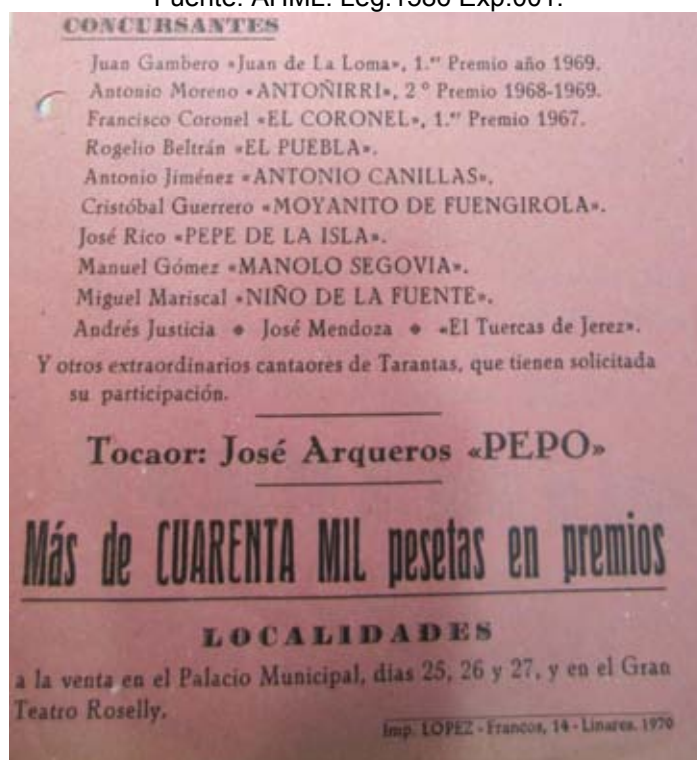 Fuente: AHML. Leg.1586 Exp.001.
CONCURSANTES
Juan Gambero «Juan de La Loma», 1.er Premio año 1969.
Antonio Moreno «ANTOÑIRRI», 2º Premio 1968-1969.
Francisco Coronel «EL CORONEL», 1.er Premio 1967.
Rogelio Beltrán «EL PUEBLA».
Antonio Jiménez «ANTONIO CANILLAS».
Cristóbal Guerrero «MOYANITO DE FUENGIROLA».
José Rico «PEPE DE LA ISLA».
Manuel Gómez «MANOLO SEGOVIA».
Miguel Mariscal «NIÑO DE LA FUENTE».
Andrés Justicia ◆ José Mendoza ◆ «El Tuercas de Jerez».
Y otros extraordinarios cantaores de Tarantas, que tienen solicitada
su participación.
Tocaor: José Arqueros «PEPO»
Más de CUARENTA MIL pesetas en premios
LOCALIDADES
a la venta en el Palacio Municipal, días 25, 26 y 27, y en el Gran
Teatro Roselly.
Imp. LOPEZ - Francos, 14 - Linares. 1970